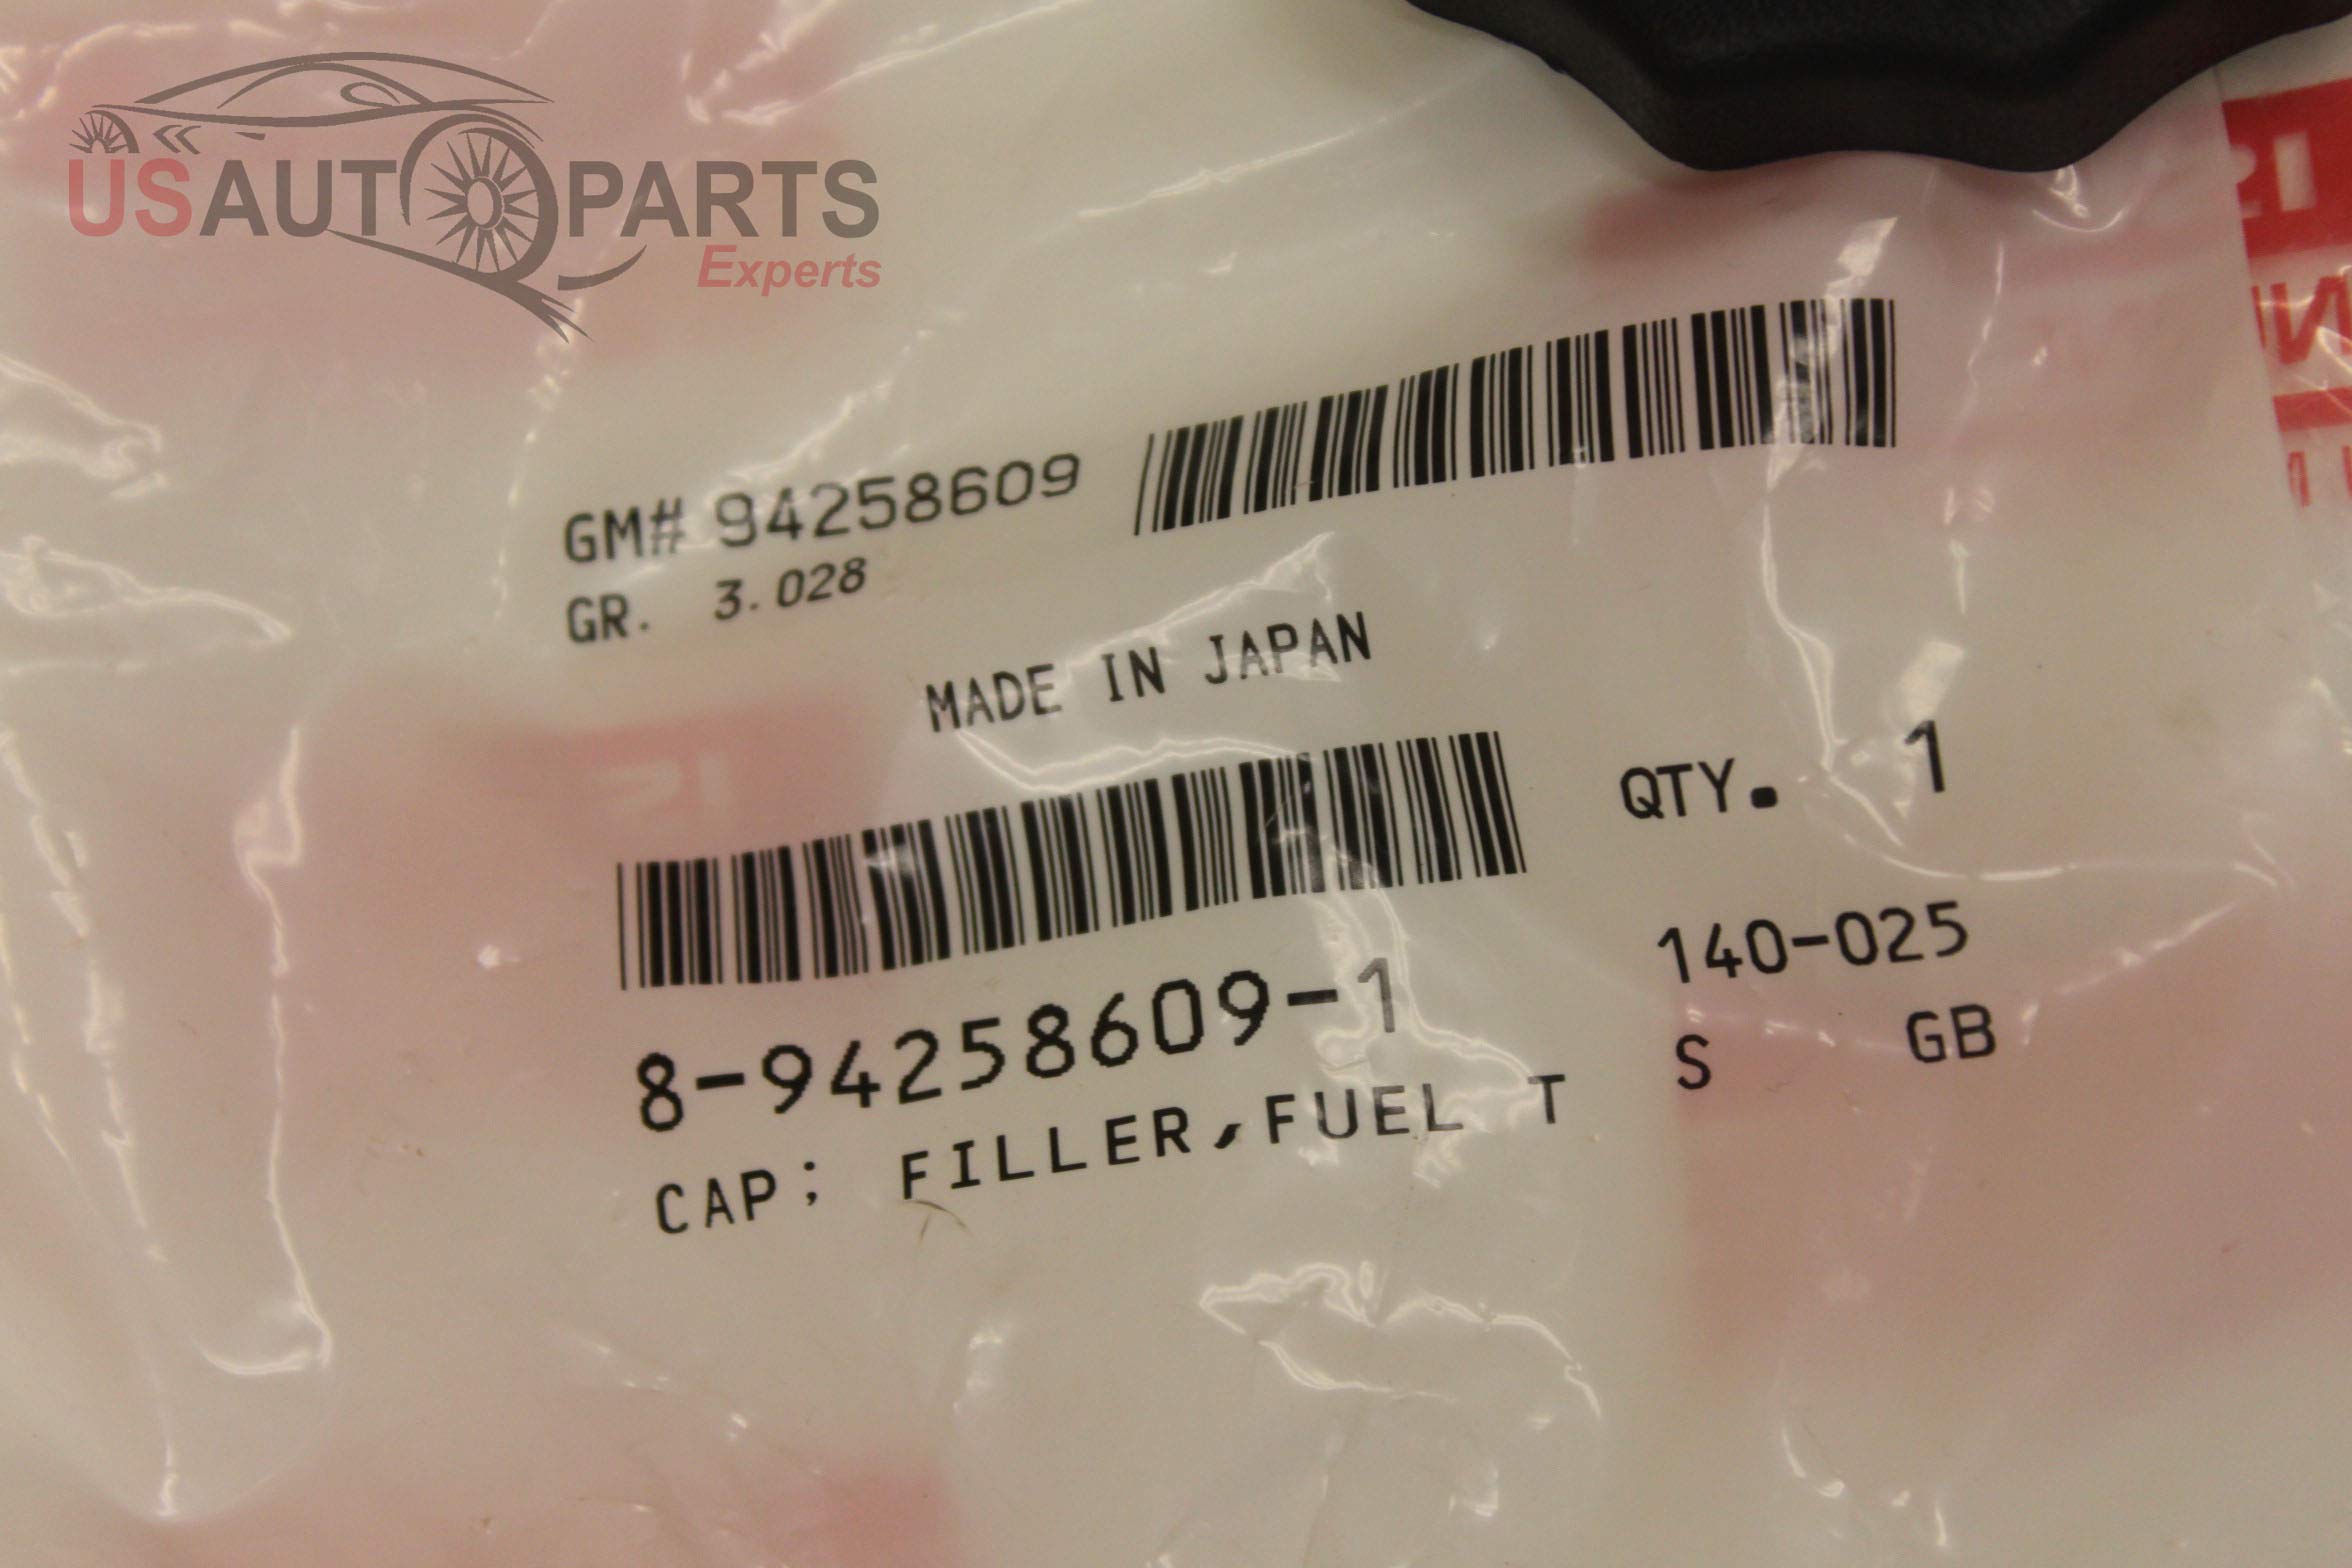 USAUTOPARTS
Experts
GM# 94258609
GR. 3.028
MADE IN JAPAN
QTY. 1
8-94258609-1
140-025
CAP; FILLER,FUEL T
S GB